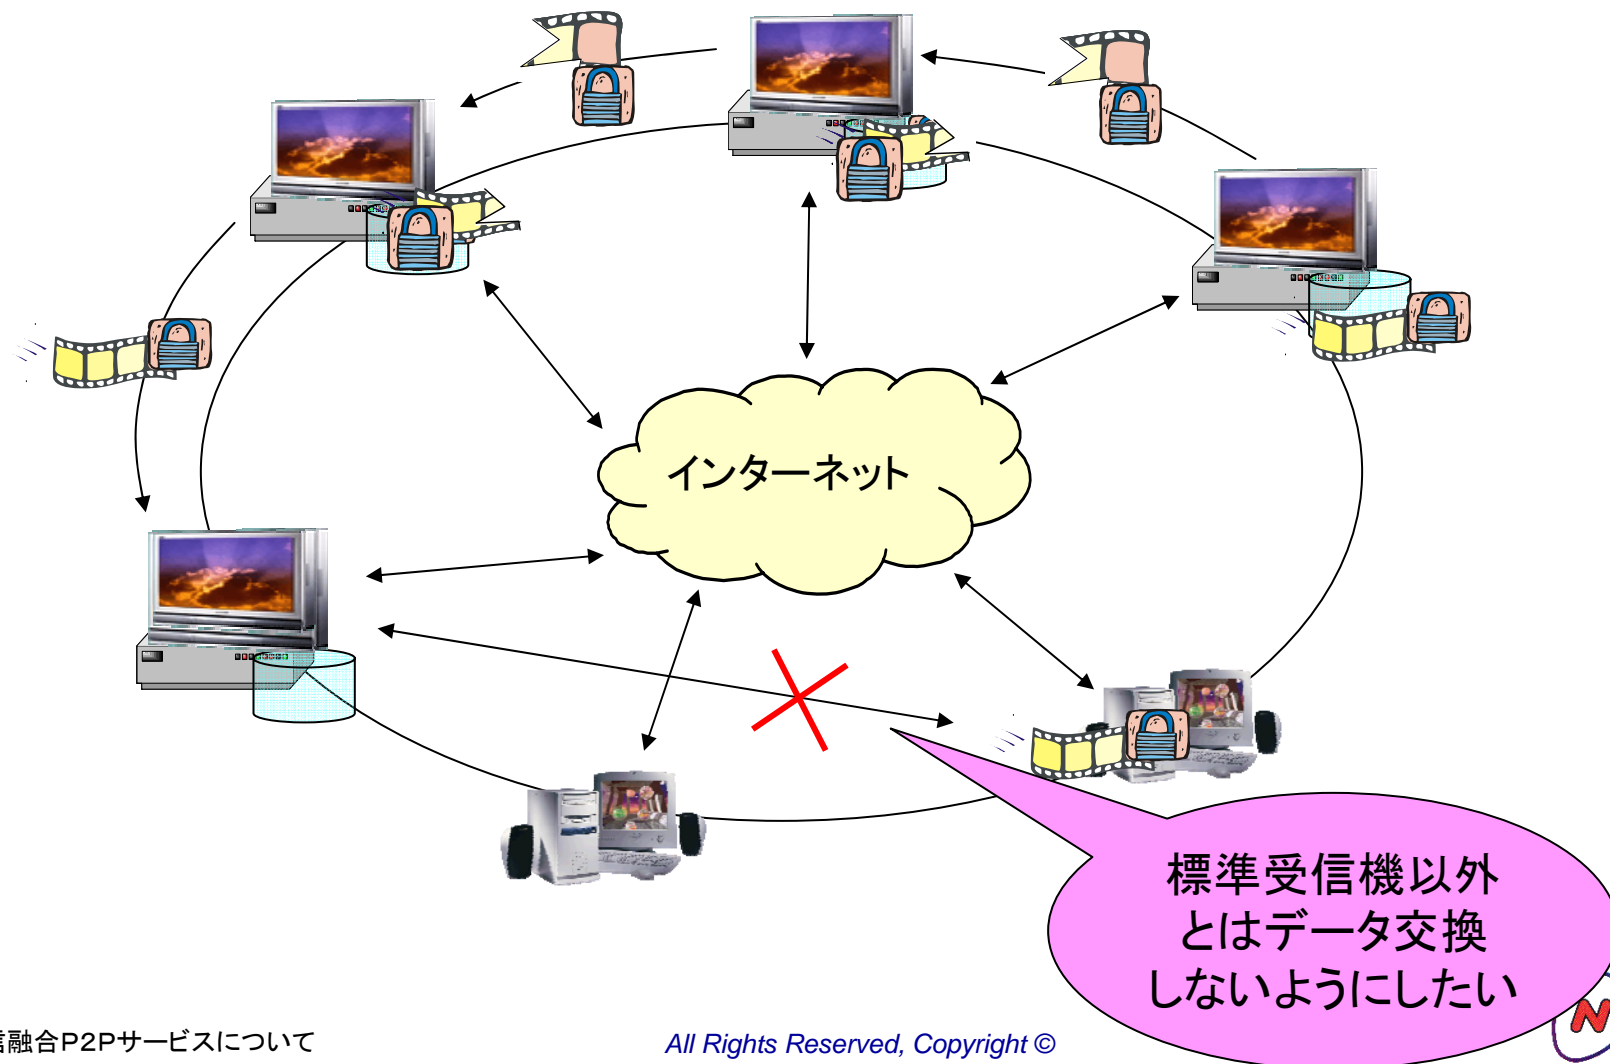 インターネット
標準受信機以外
とはデータ交換
しないようにしたい
信融合P2Pサービスについて
All Rights Reserved, Copyright ©
N